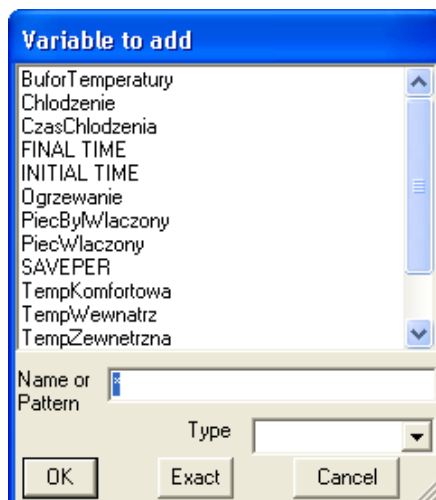 Variable to add
BuforTemperatury
Chlodzenie
CzasChlodzenia
FINAL TIME
INITIAL TIME
Ogrzewanie
PiecBylWlaczony
PiecWlaczony
SAVEPER
TempKomfortowa
TempWewnatrz
TempZewnetrzna
Name or
Pattern
*
Type
OK
Exact
Cancel